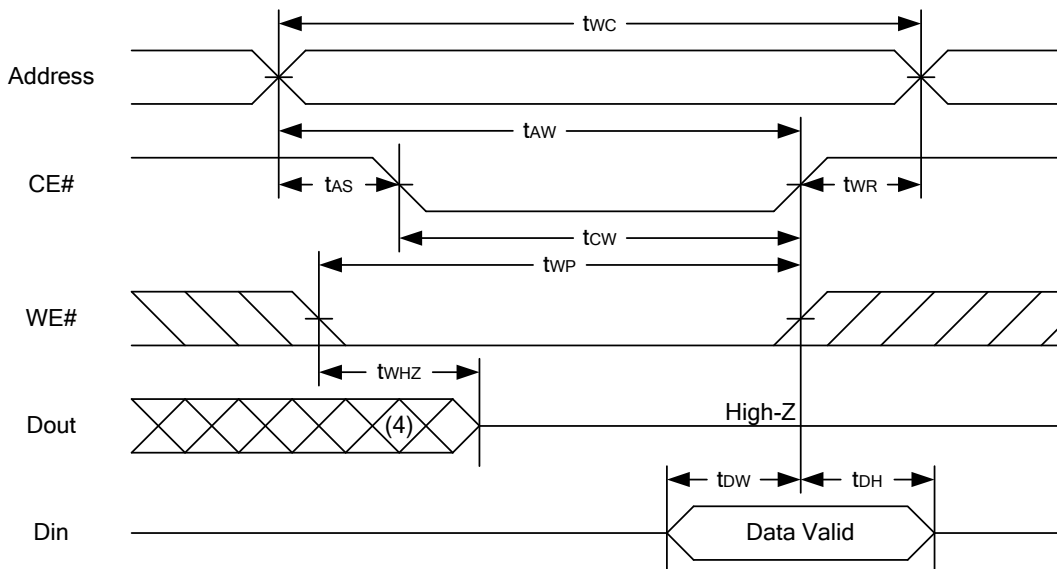 tWC
Address
tAW
CE#
tAS
tWR
tCW
tWP
WE#
tWHZ
Dout
(4)
High-Z
tDW
tDH
Din
Data Valid